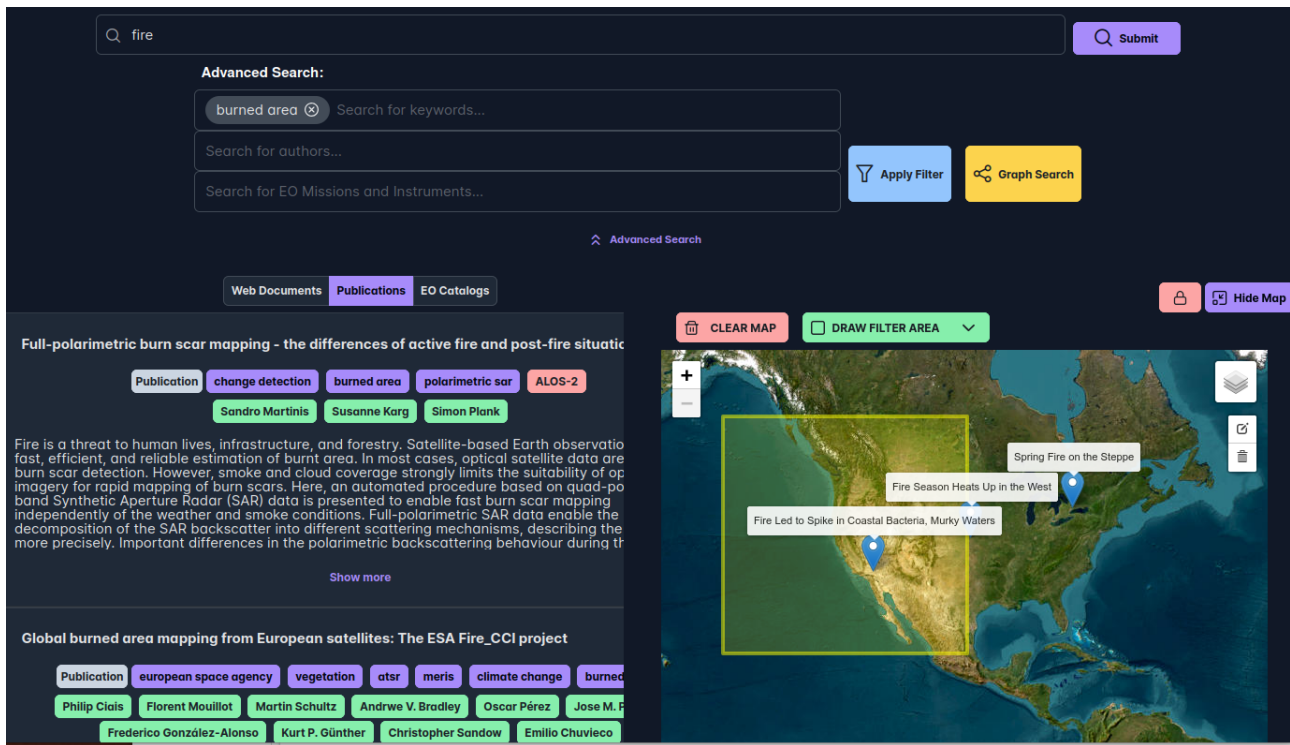 fire
Submit
Advanced Search:
burned area Search for keywords...
Search for authors...
Search for EO Missions and Instruments...
Apply Filter
Graph Search
Advanced Search
Web Documents Publications EO Catalogs
Hide Map
CLEAR MAP
DRAW FILTER AREA
Full-polarimetric burn scar mapping - the differences of active fire and post-fire situatic
Publication change detection burned area polarimetric sar ALOS-2
Sandro Martinis Susanne Karg Simon Plank
Fire is a threat to human lives, infrastructure, and forestry. Satellite-based Earth observatio
fast, efficient, and reliable estimation of burnt area. In most cases, optical satellite data are
burn scar detection. However, smoke and cloud coverage strongly limits the suitability of op
imagery for rapid mapping of burn scars. Here, an automated procedure based on quad-po
band Synthetic Aperture Radar (SAR) data is presented to enable fast burn scar mapping
independently of the weather and smoke conditions. Full-polarimetric SAR data enable the
decomposition of the SAR backscatter into different scattering mechanisms, describing the
more precisely. Important differences in the polarimetric backscattering behaviour during th
Show more
Global burned area mapping from European satellites: The ESA Fire_CCI project
Publication european space agency vegetation atsr meris climate change burned
Philip Ciais Florent Mouillot Martin Schultz Andrwe V. Bradley Oscar Pérez Jose M. P
Frederico González-Alonso Kurt P. Günther Christopher Sandow Emilio Chuvieco
+
−
Spring Fire on the Steppe
Fire Season Heats Up in the West
Fire Led to Spike in Coastal Bacteria, Murky Waters